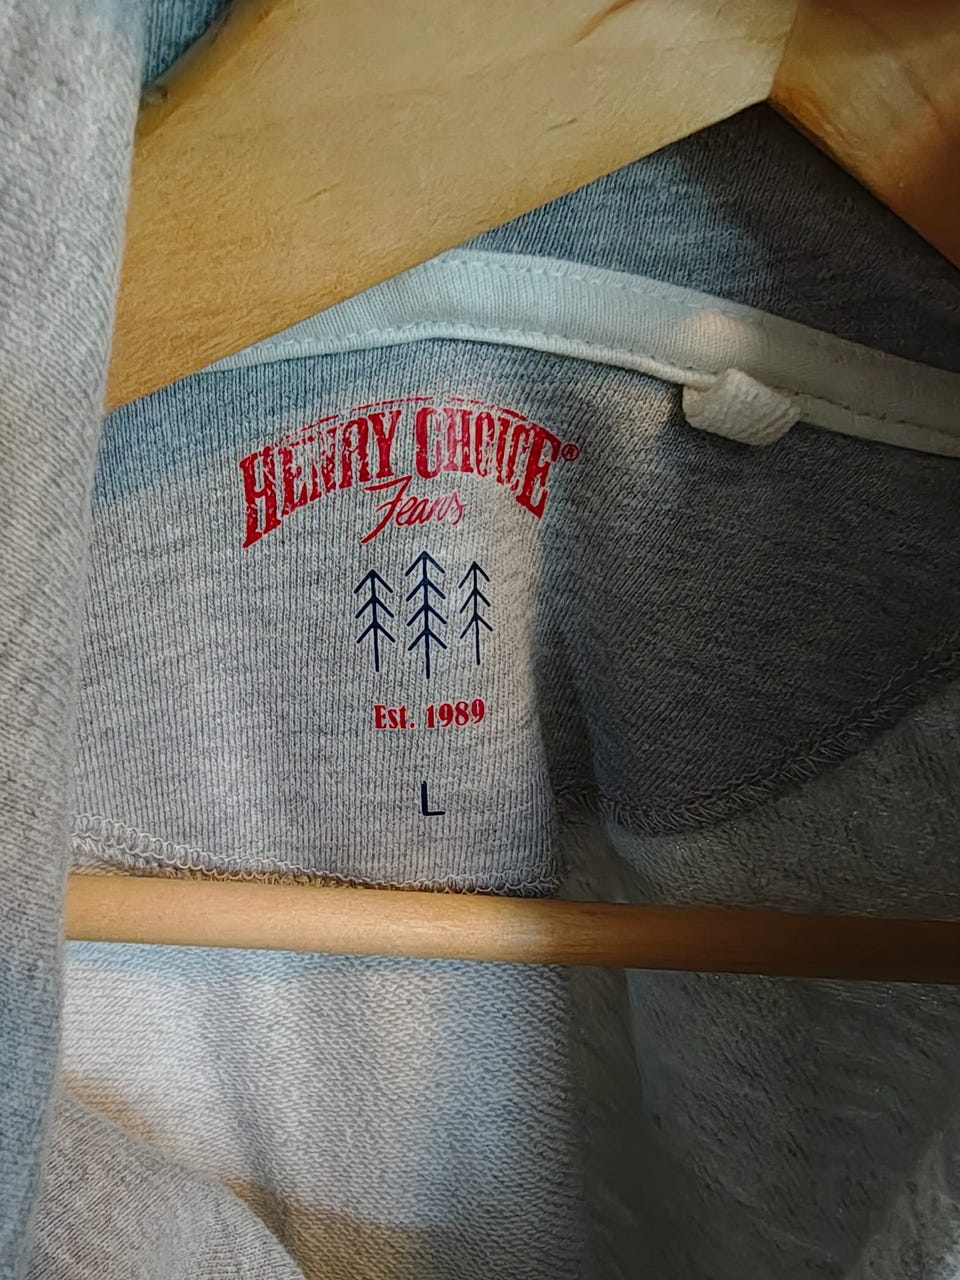 HENRY CHOICE®
Jeans
Est. 1989
L